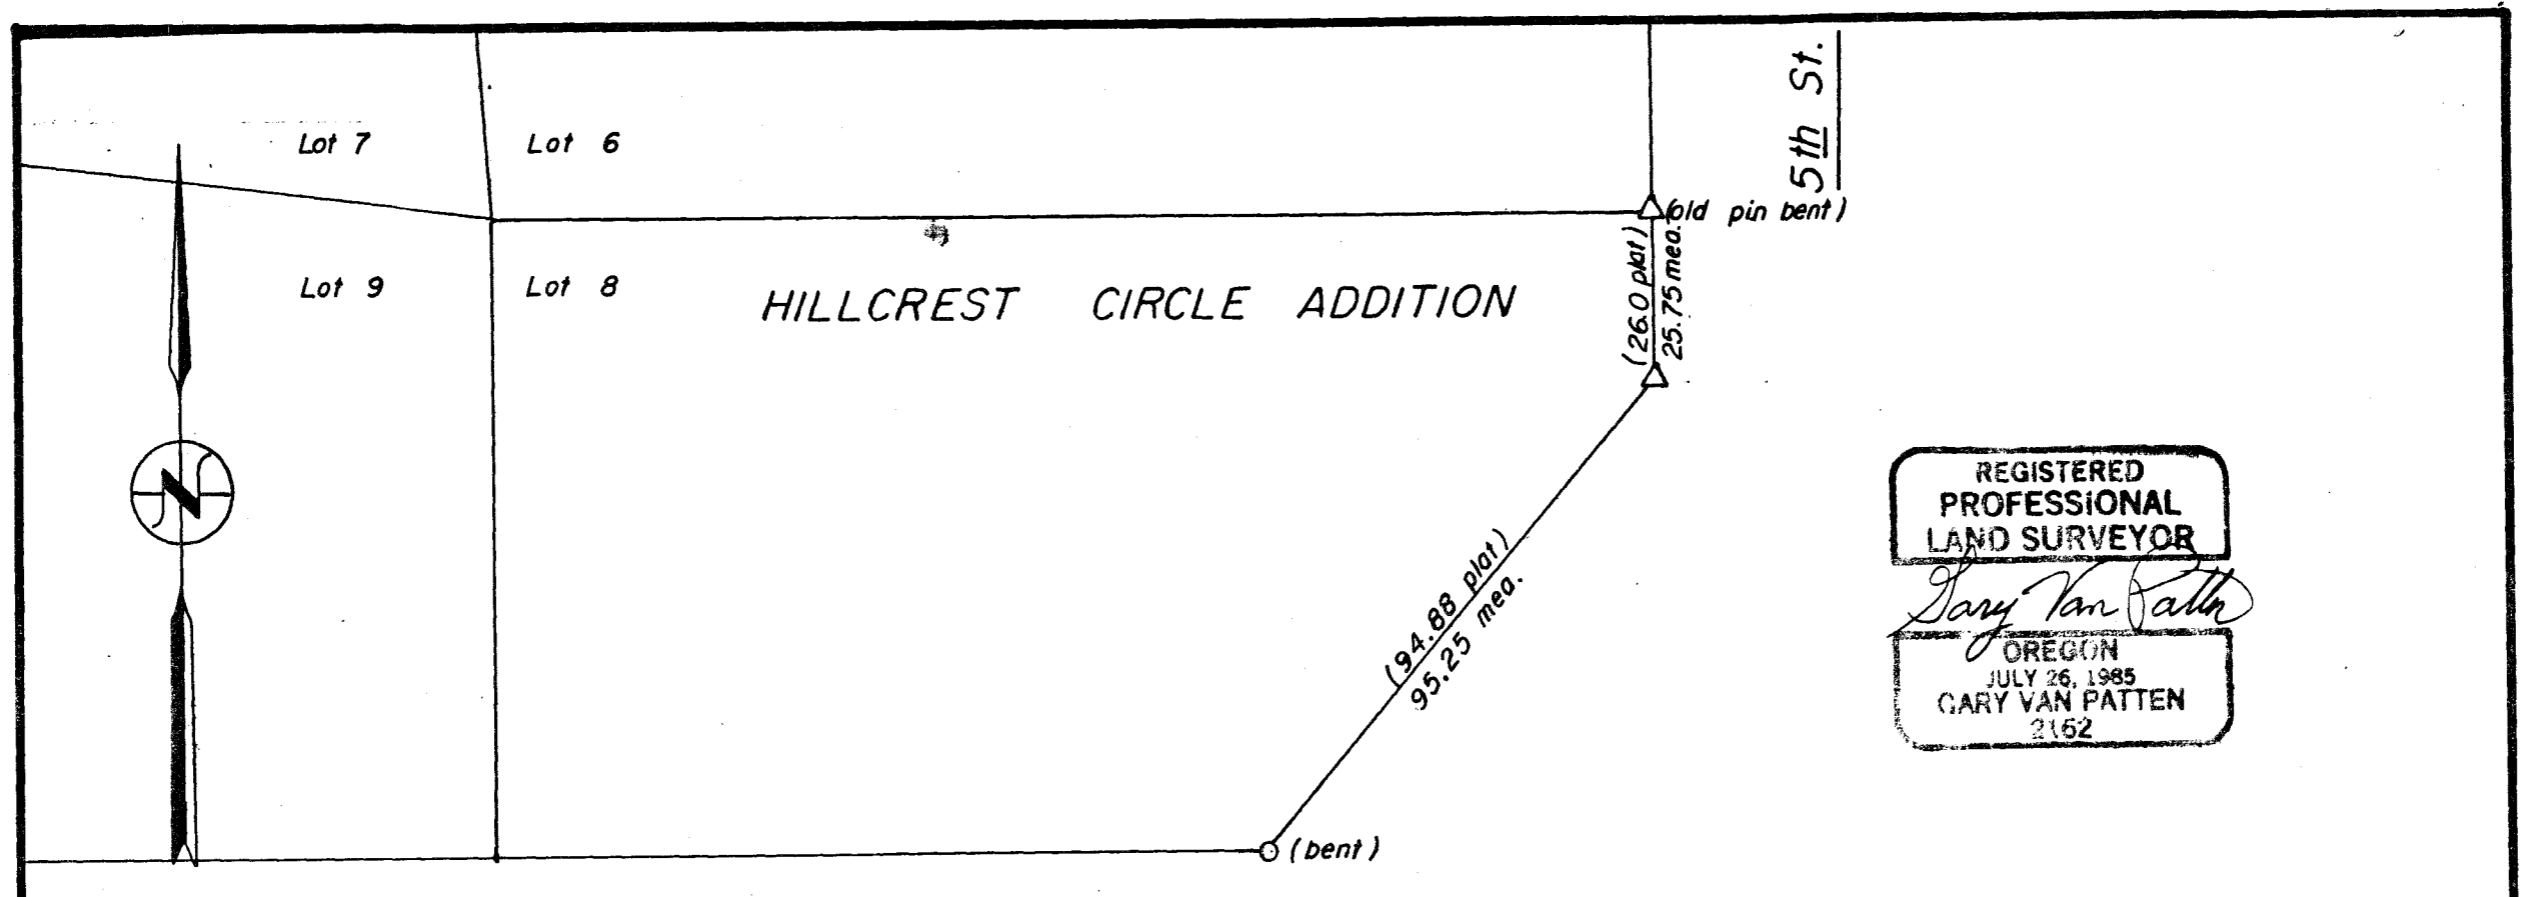 5th St.
Lot 7
Lot 6
(old pin bent)
(26.0 plat)
25.75 mea.
Lot 9
Lot 8
HILLCREST CIRCLE ADDITION
N
(94.88 plat)
95.25 mea.
(bent)
REGISTERED
PROFESSIONAL
LAND SURVEYOR
Gary Van Patten
OREGON
JULY 26, 1985
GARY VAN PATTEN
2162